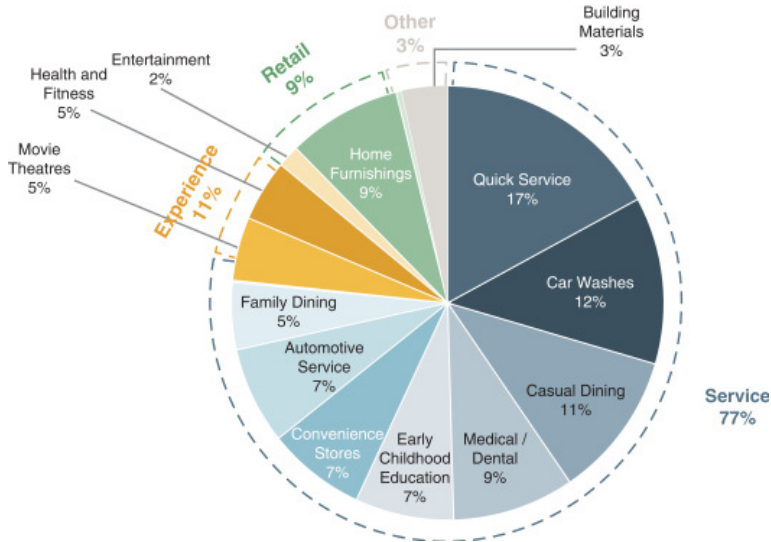 Building
Materials
3%
Other
3%
Entertainment
2%
Retail
9%
Health and
Fitness
5%
Movie
Theatres
5%
Experience
11%
Home
Furnishings
9%
Quick Service
17%
Car Washes
12%
Casual Dining
11%
Service
77%
Medical /
Dental
9%
Early
Childhood
Education
7%
Convenience
Stores
7%
Automotive
Service
7%
Family Dining
5%